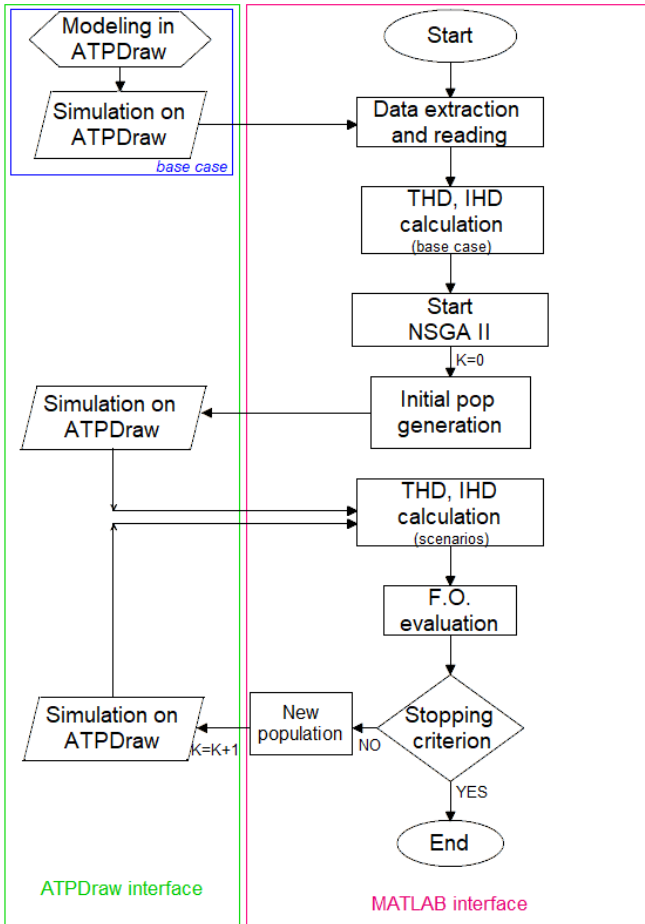 Modeling in
ATPDraw
Simulation on
ATPDraw
base case
Start
Data extraction
and reading
THD, IHD
calculation
(base case)
Start
NSGA II
K=0
Initial pop
generation
Simulation on
ATPDraw
THD, IHD
calculation
(scenarios)
F.O.
evaluation
Stopping
criterion
NO
New
population
K=K+1
Simulation on
ATPDraw
YES
End
ATPDraw interface
MATLAB interface